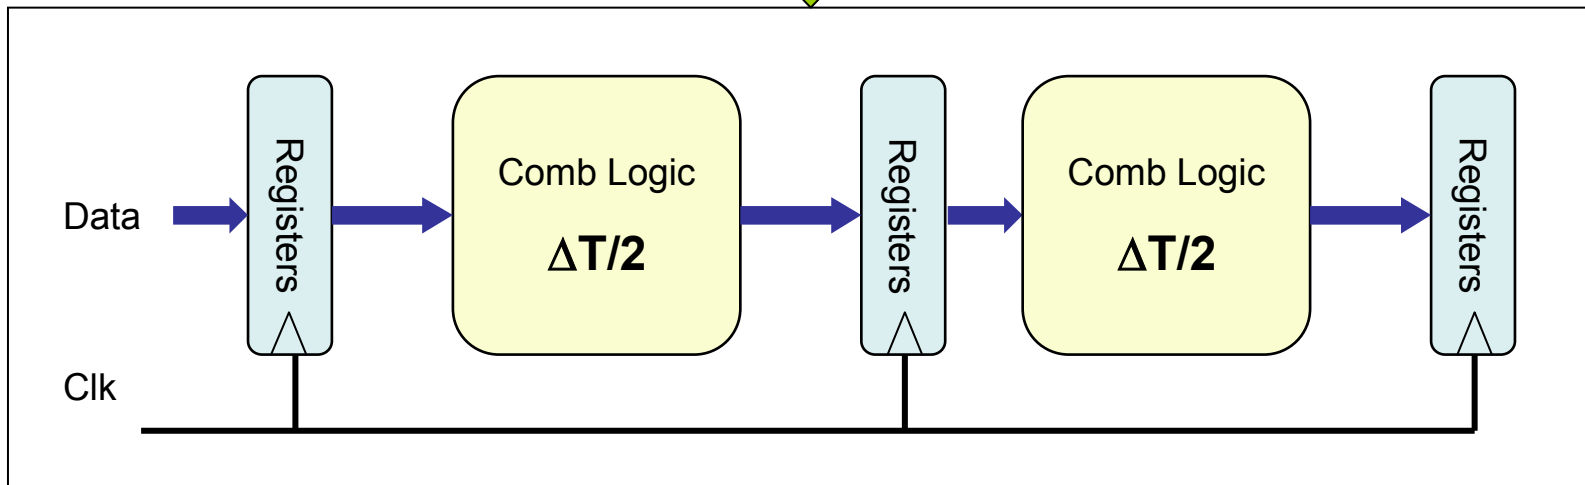 Data
Registers
Comb Logic
ΔT/2
Registers
Comb Logic
ΔT/2
Registers
Clk